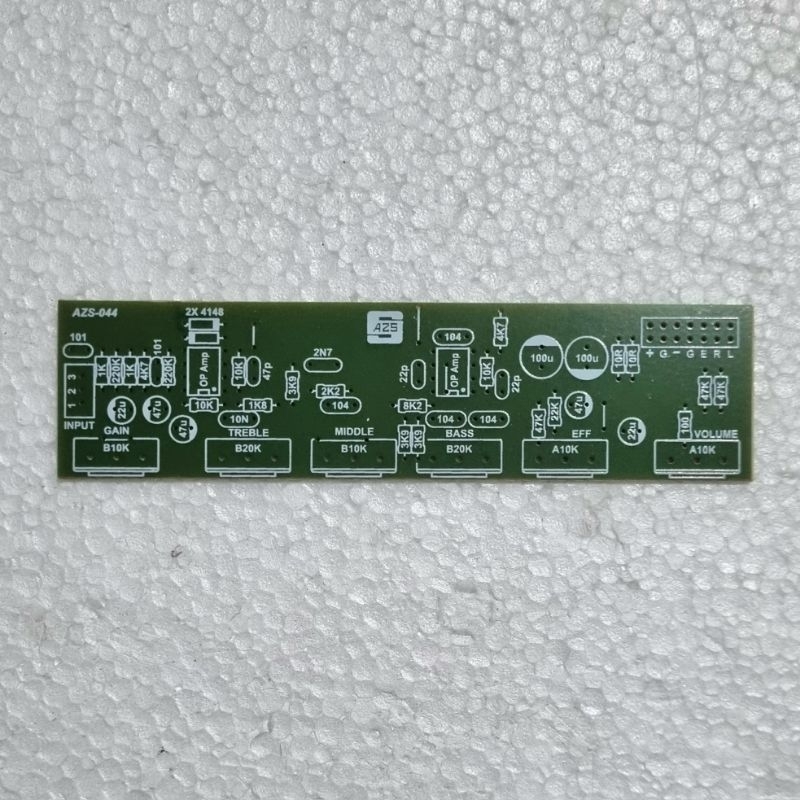 AZS-044
2X 4148
AZS
101
1K
220K
1K
4K7
101
220K
OP Amp
10K
47p
3K9
2N7
2K2
104
22p
104
OP Amp
10K
22p
4K7
100u
100u
10R
10R
+ G - G E R L
47K
47K
1 2 3
INPUT
22u
47u
47u
10K
1K8
10N
8K2
104
104
3K9
3K9
47K
22K
47u
22u
100
GAIN
B10K
TREBLE
B20K
MIDDLE
B10K
BASS
B20K
EFF
A10K
VOLUME
A10K